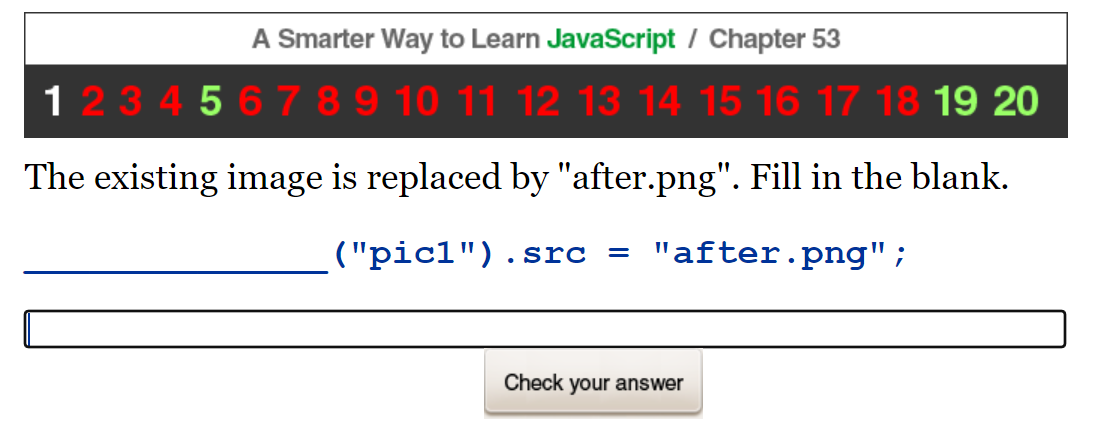 A Smarter Way to Learn JavaScript / Chapter 53
1 2 3 4 5 6 7 8 9 10 11 12 13 14 15 16 17 18 19 20
The existing image is replaced by "after.png". Fill in the blank.
_____________("pic1").src = "after.png";
Check your answer